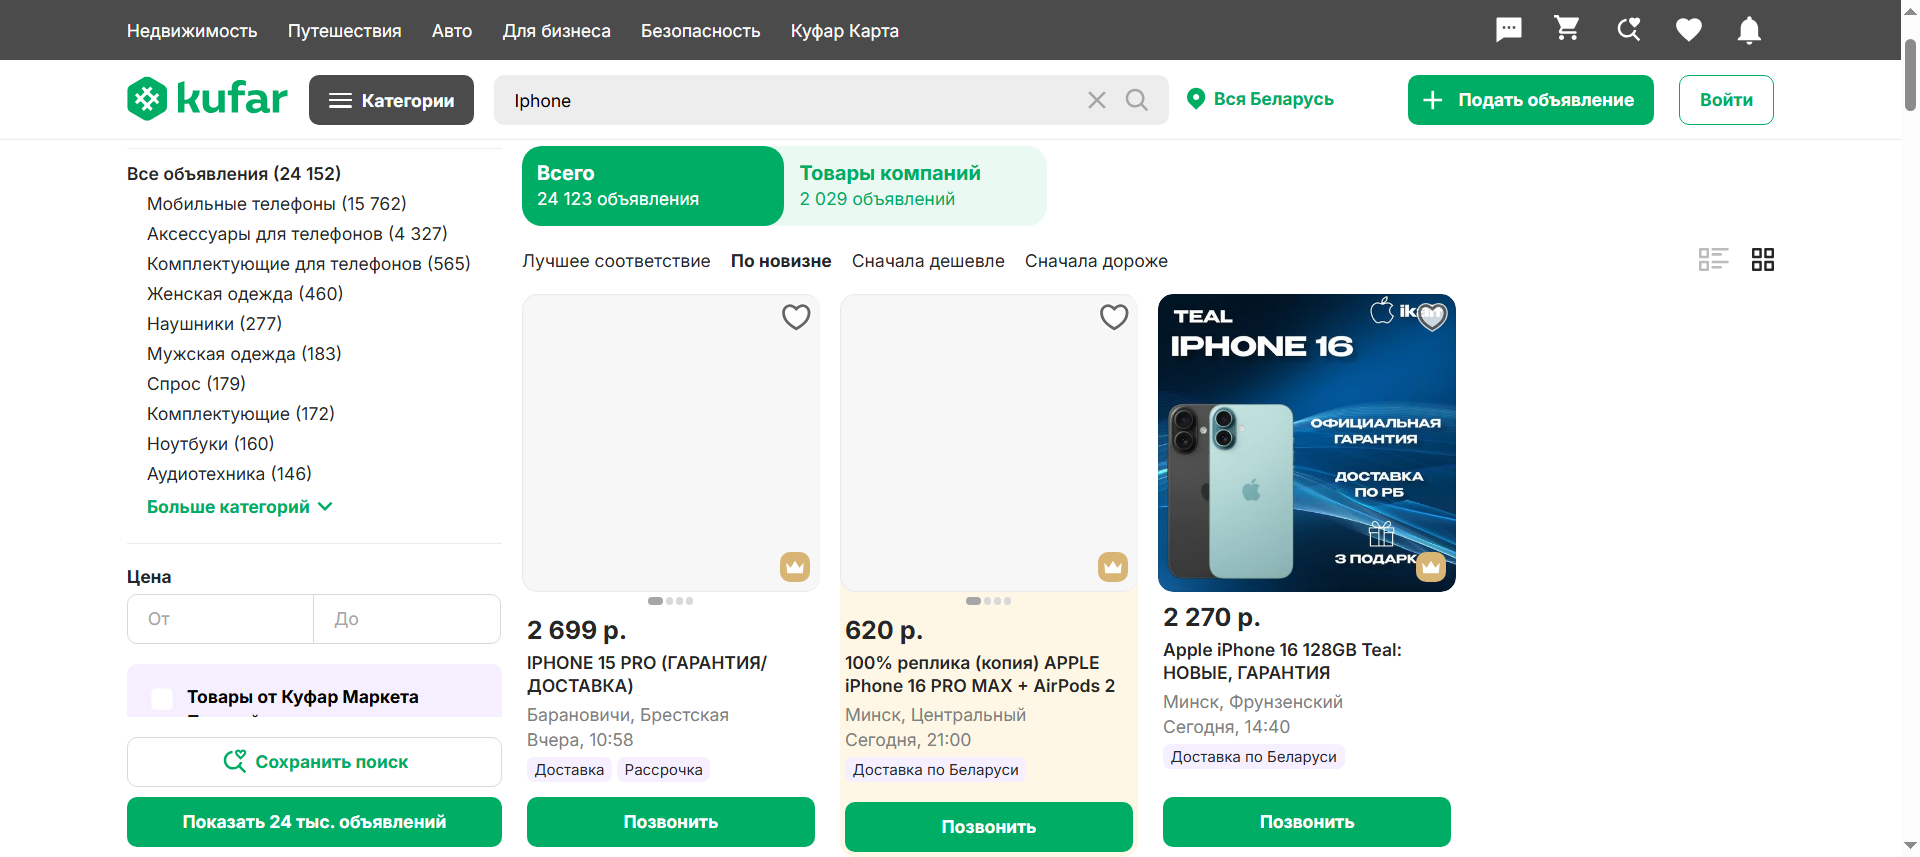 Недвижимость Путешествия Авто Для бизнеса Безопасность Куфар Карта
kufar
Категории
Iphone
Вся Беларусь
Подать объявление
Войти
Все объявления (24 152)
Мобильные телефоны (15 762)
Аксессуары для телефонов (4 327)
Комплектующие для телефонов (565)
Женская одежда (460)
Наушники (277)
Мужская одежда (183)
Спрос (179)
Комплектующие (172)
Ноутбуки (160)
Аудиотехника (146)
Больше категорий
Цена
От До
Товары от Куфар Маркета
Сохранить поиск
Показать 24 тыс. объявлений
Всего
24 123 объявления
Товары компаний
2 029 объявлений
Лучшее соответствие По новизне Сначала дешевле Сначала дороже
2 699 р.
IPHONE 15 PRO (ГАРАНТИЯ/
ДОСТАВКА)
Барановичи, Брестская
Вчера, 10:58
Доставка Рассрочка
Позвонить
620 р.
100% реплика (копия) APPLE
iPhone 16 PRO MAX + AirPods 2
Минск, Центральный
Сегодня, 21:00
Доставка по Беларуси
Позвонить
TEAL
IPHONE 16
ОФИЦИАЛЬНАЯ
ГАРАНТИЯ
ДОСТАВКА
ПО РБ
3 ПОДАРК
2 270 р.
Apple iPhone 16 128GB Teal:
НОВЫЕ, ГАРАНТИЯ
Минск, Фрунзенский
Сегодня, 14:40
Доставка по Беларуси
Позвонить